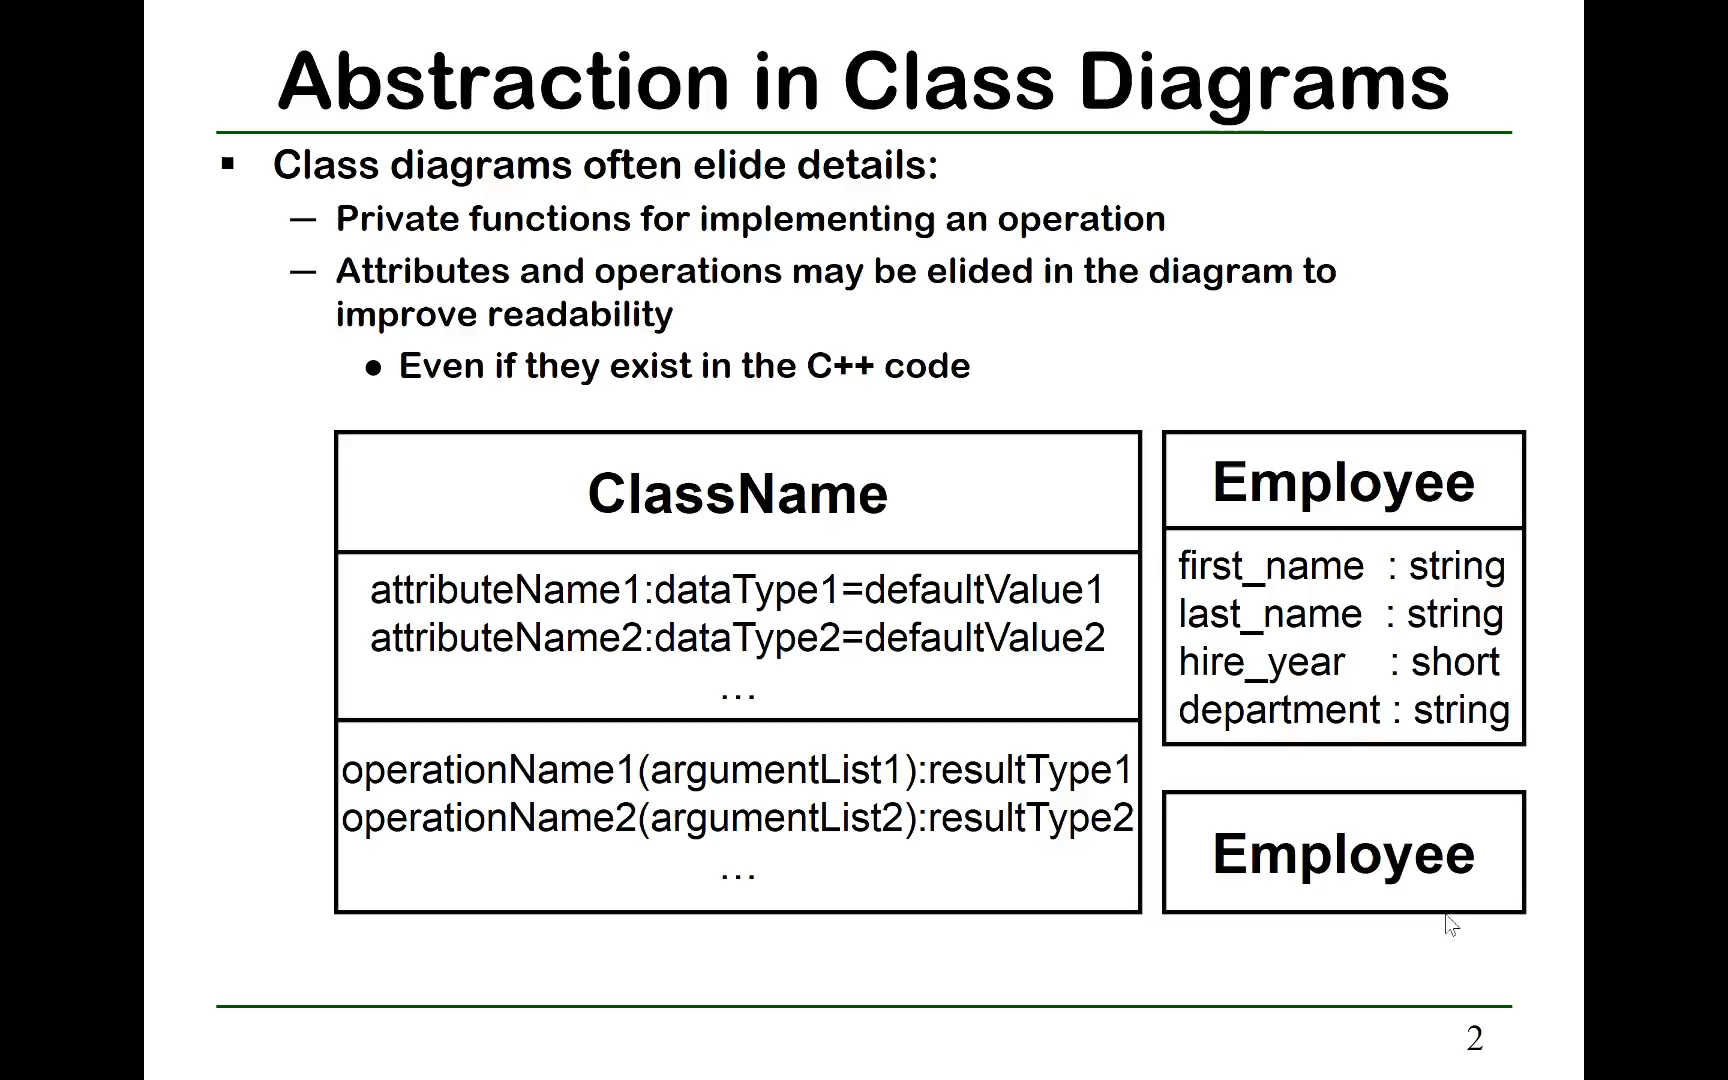 Abstraction in Class Diagrams
▪ Class diagrams often elide details:
— Private functions for implementing an operation
— Attributes and operations may be elided in the diagram to
improve readability
● Even if they exist in the C++ code
ClassName
attributeName1:dataType1=defaultValue1
attributeName2:dataType2=defaultValue2
...
operationName1(argumentList1):resultType1
operationName2(argumentList2):resultType2
...
Employee
first_name : string
last_name : string
hire_year : short
department : string
Employee
2